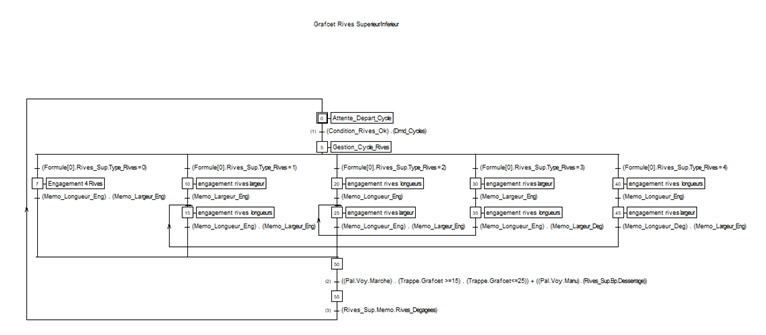 Grafcet Rives Superieur/Inferieur
0 Attente_Depart_Cycle
(1) (Condition_Rives_Ok) . (Dmd_Cycles)
5 Gestion_Cycle_Rives
(Formule[0].Rives_Sup.Type_Rives = 0) (Formule[0].Rives_Sup.Type_Rives = 1) (Formule[0].Rives_Sup.Type_Rives = 2) (Formule[0].Rives_Sup.Type_Rives = 3) (Formule[0].Rives_Sup.Type_Rives = 4)
7 Engagement 4 Rives 10 engagement rives largeur 20 engagement rives longueurs 30 engagement rives largeur 40 engagement rives longueurs
(Memo_Longueur_Eng) . (Memo_Largeur_Eng) (Memo_Largeur_Eng) (Memo_Longueur_Eng) (Memo_Largeur_Eng) (Memo_Longueur_Eng)
15 engagement rives longueurs 25 engagement rives largeur 35 engagement rives longueurs 45 engagement rives largeur
(Memo_Longueur_Eng) . (Memo_Largeur_Eng) (Memo_Longueur_Eng) . (Memo_Largeur_Eng) (Memo_Longueur_Eng) . (Memo_Largeur_Deg) (Memo_Longueur_Deg) . (Memo_Largeur_Eng)
50
(2) ((Pal.Voy.Marche) . (Trappe.Grafcet >=15) . (Trappe.Grafcet<=25)) + ((Pal.Voy.Manu) . (Rives_Sup.Bp.Desserrage))
55
(3) (Rives_Sup.Memo.Rives_Degagees)